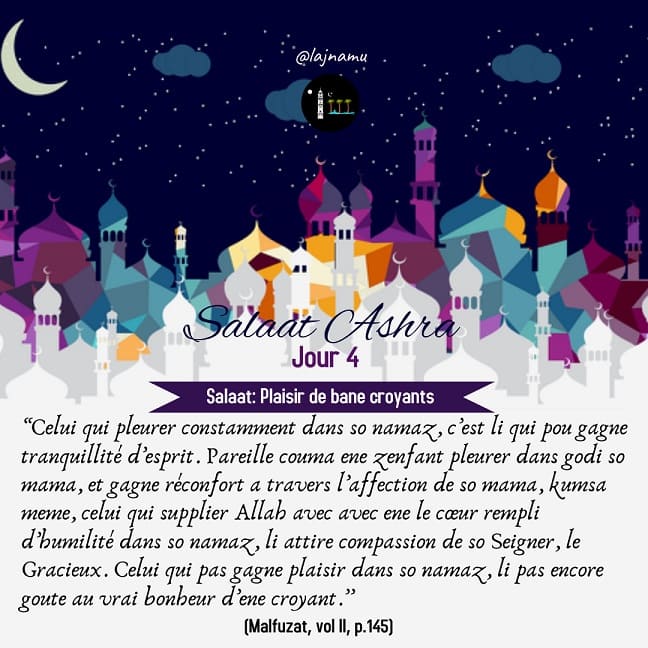 @lajnamu
Salaat Ashra
Jour 4
Salaat: Plaisir de bane croyants
“Celui qui pleurer constamment dans so namaz, c’est li qui pou gagne
tranquillité d’esprit. Pareille couma ene zenfant pleurer dans godi so
mama, et gagne réconfort a travers l’affection de so mama, kumsa
meme, celui qui supplier Allah avec avec ene le cœur rempli
d’humilité dans so namaz, li attire compassion de so Seigner, le
Gracieux. Celui qui pas gagne plaisir dans so namaz, li pas encore
goute au vrai bonheur d’ene croyant.”
(Malfuzat, vol II, p.145)